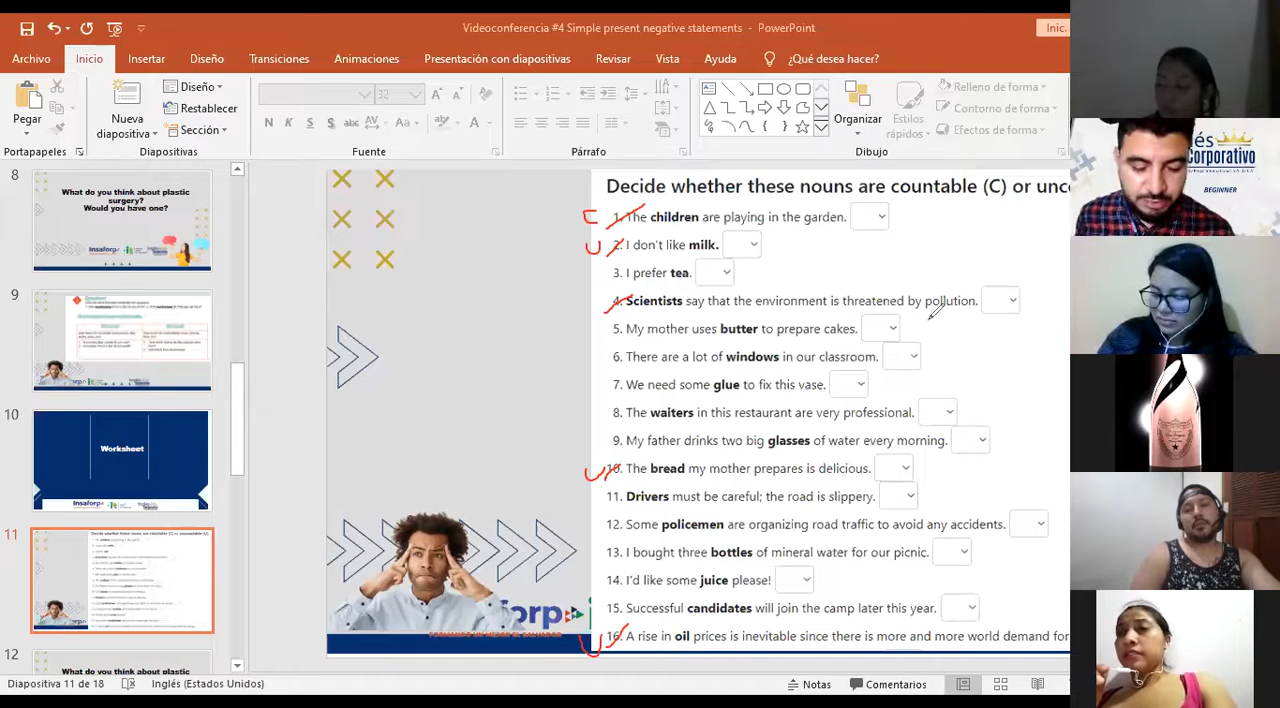 Videoconferencia #4 Simple present negative statements - PowerPoint
Inic.
Archivo Inicio Insertar Diseño Transiciones Animaciones Presentación con diapositivas Revisar Vista Ayuda ¿Qué desea hacer?
Pegar
Nueva diapositiva
Diseño
Restablecer
Sección
32
N K S S abc AV Aa A
Organizar
Estilos rápidos
Relleno de forma
Contorno de forma
Efectos de forma
Portapapeles Diapositivas Fuente Párrafo Dibujo
8
What do you think about plastic surgery?
Would you have one?
Insaforp
9
10
Worksheet
Insaforp
11
12
What do you think about plastic
Decide whether these nouns are countable (C) or unco
C 1. The children are playing in the garden.
U 2. I don't like milk.
3. I prefer tea.
4. Scientists say that the environment is threatened by pollution.
5. My mother uses butter to prepare cakes.
6. There are a lot of windows in our classroom.
7. We need some glue to fix this vase.
8. The waiters in this restaurant are very professional.
9. My father drinks two big glasses of water every morning.
U 10. The bread my mother prepares is delicious.
11. Drivers must be careful; the road is slippery.
12. Some policemen are organizing road traffic to avoid any accidents.
13. I bought three bottles of mineral water for our picnic.
14. I'd like some juice please!
15. Successful candidates will join the camp later this year.
U 16. A rise in oil prices is inevitable since there is more and more world demand for
Corporativo
BEGINNER
Diapositiva 11 de 18 Inglés (Estados Unidos) Notas Comentarios